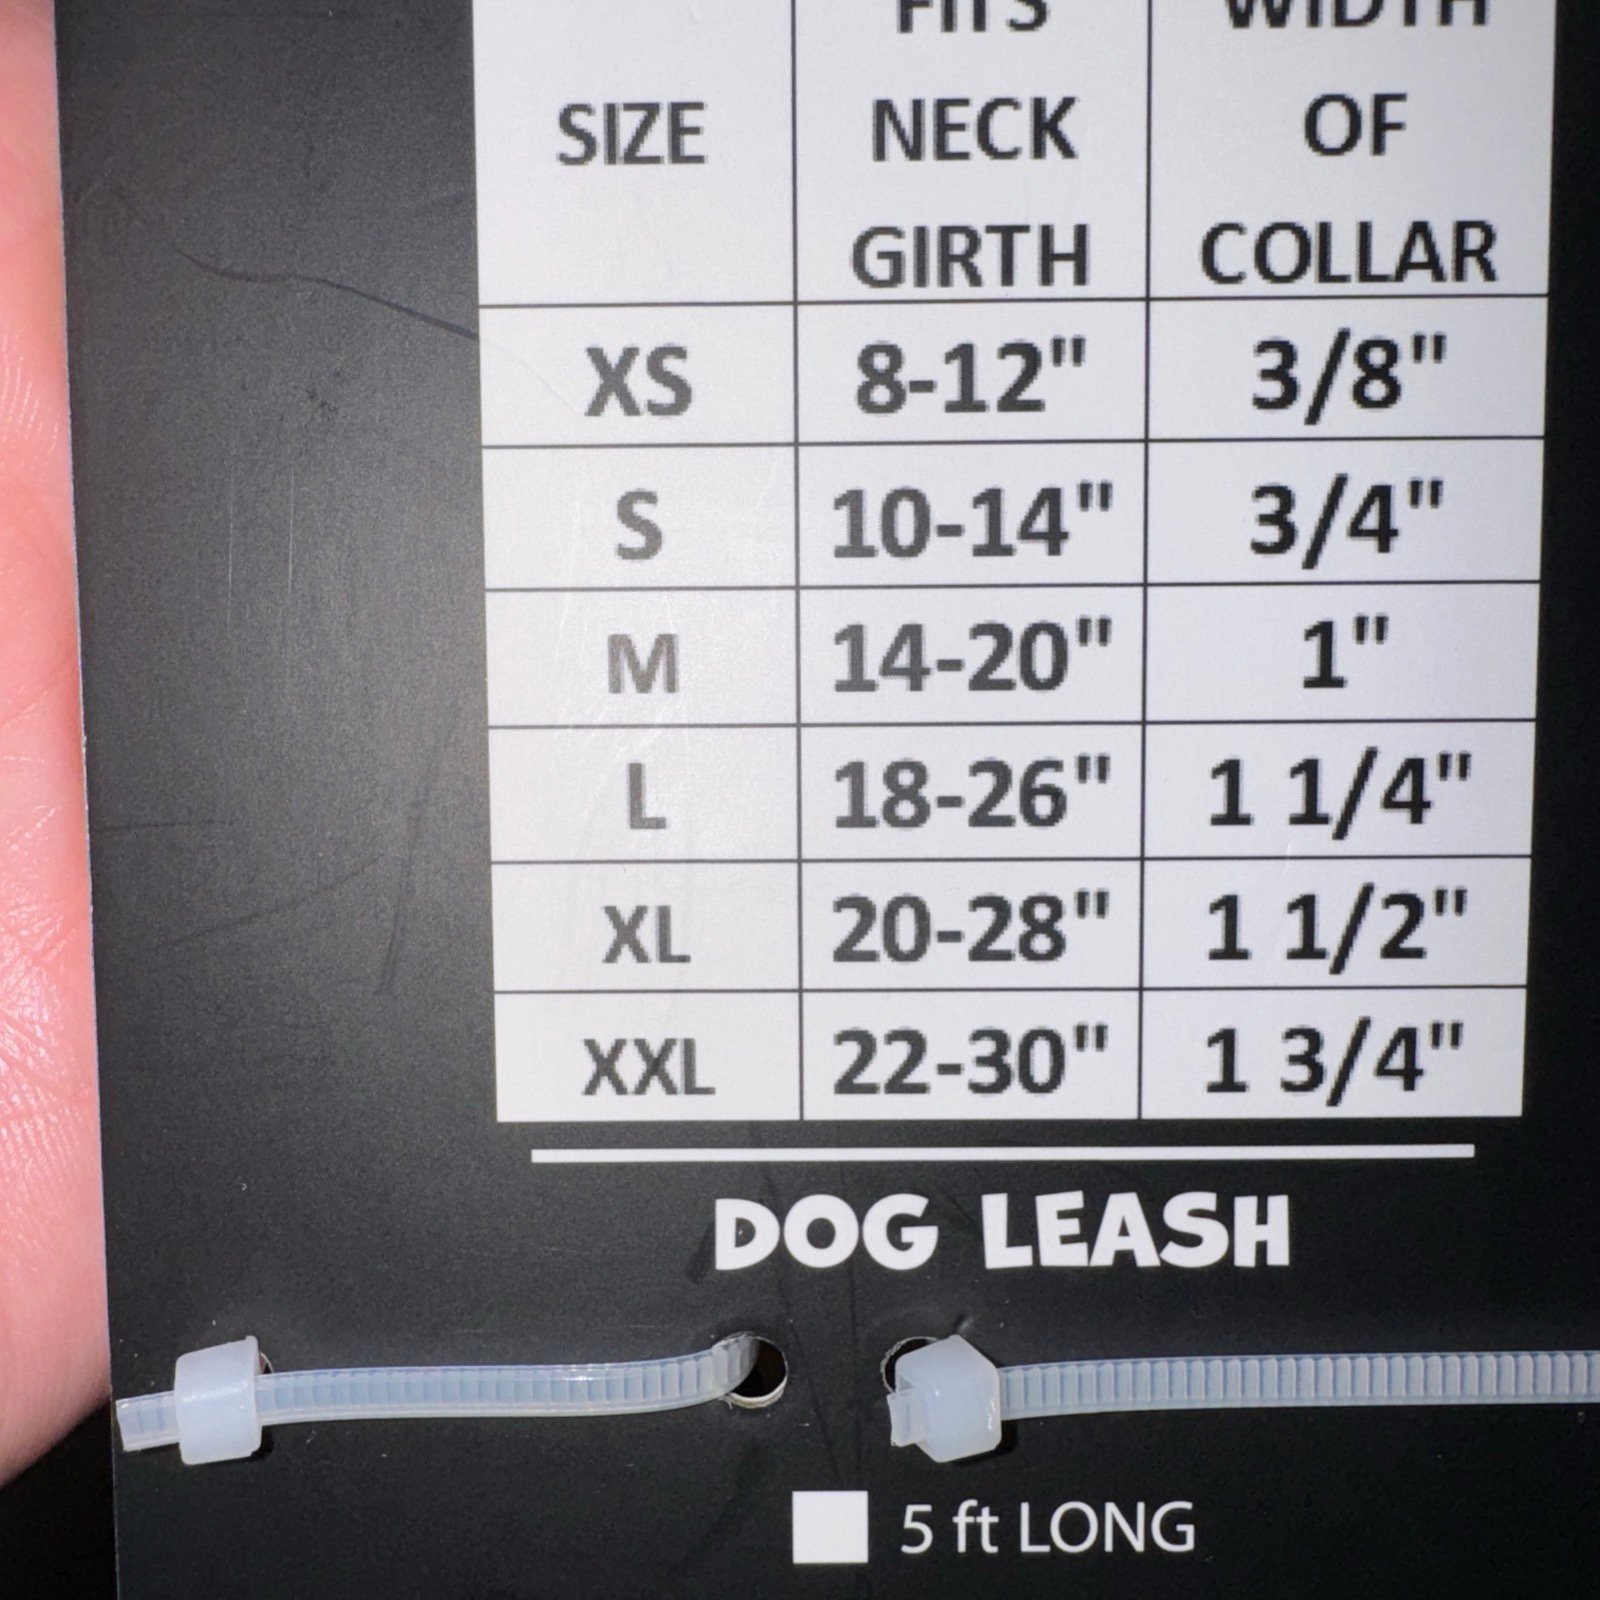 FITS WIDTH
SIZE NECK OF
GIRTH COLLAR
XS 8-12" 3/8"
S 10-14" 3/4"
M 14-20" 1"
L 18-26" 1 1/4"
XL 20-28" 1 1/2"
XXL 22-30" 1 3/4"
DOG LEASH
5 ft LONG